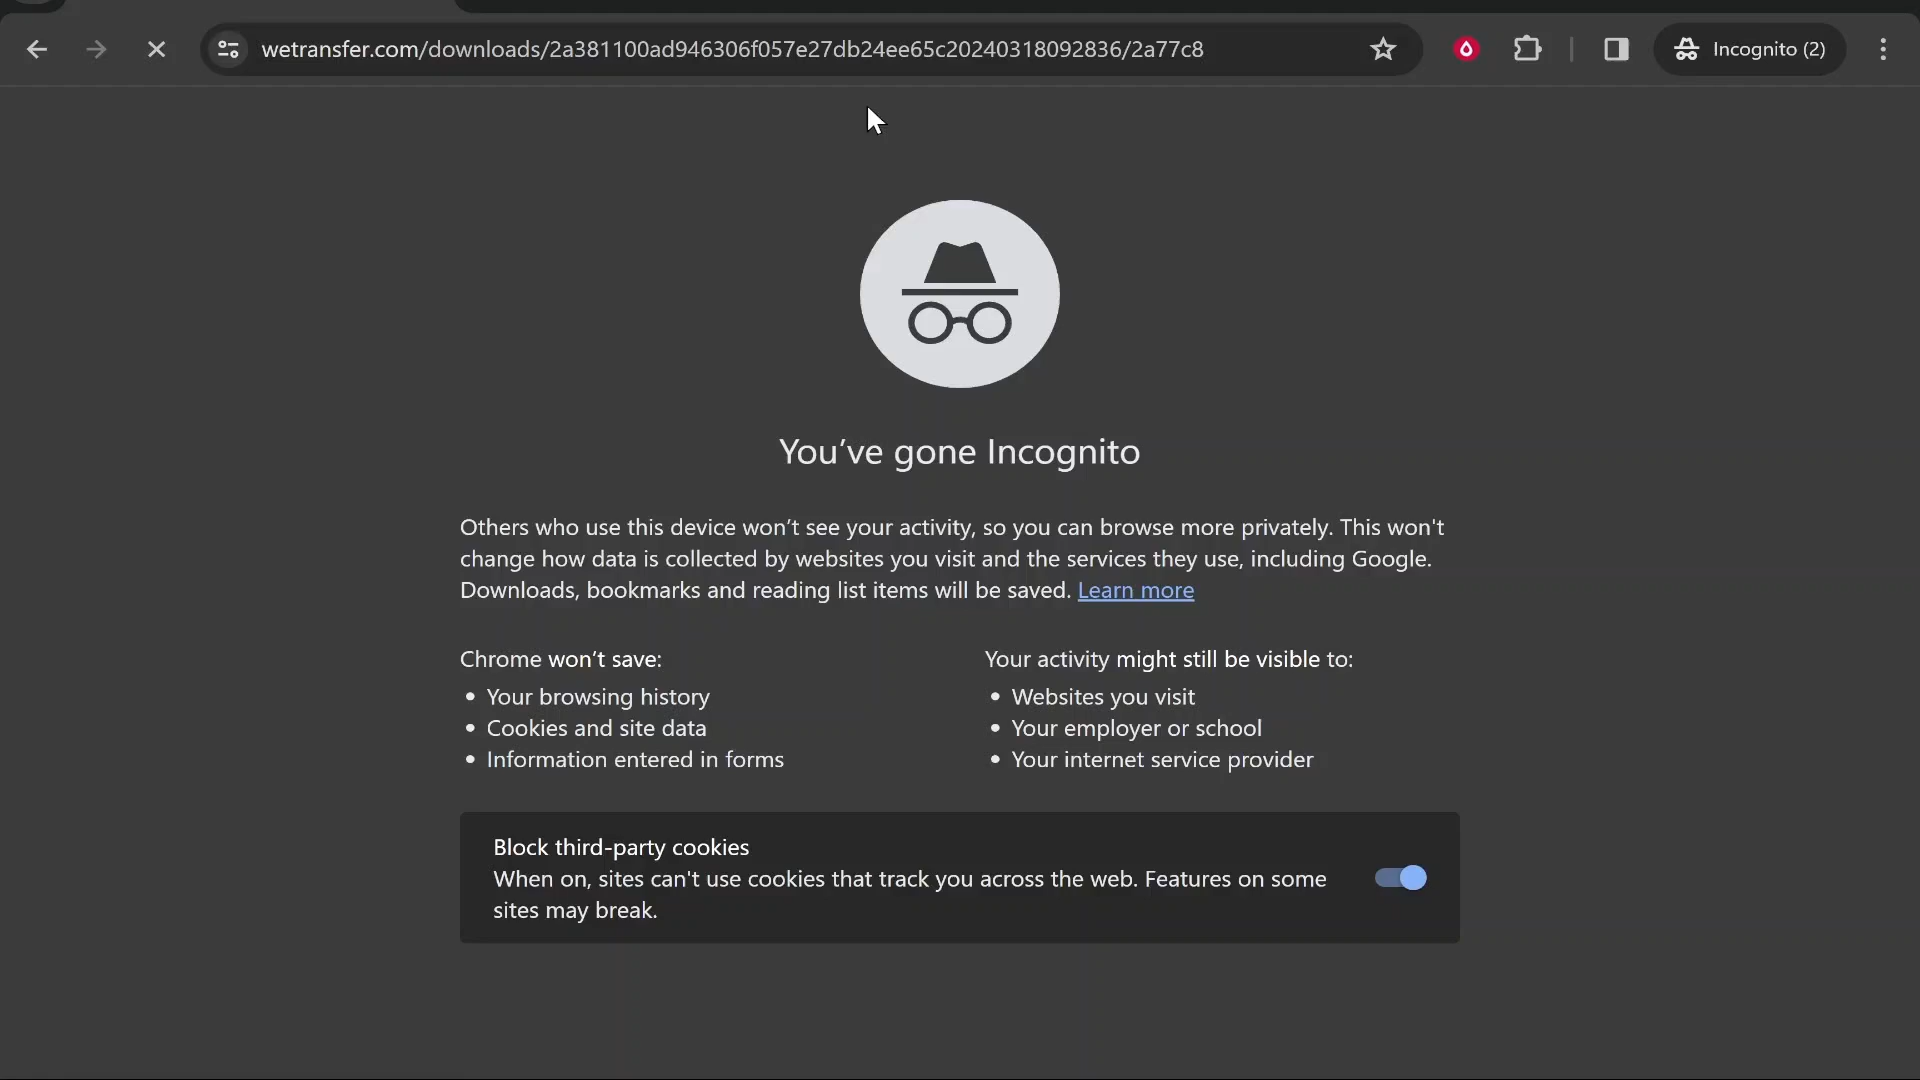 wetransfer.com/downloads/2a381100ad946306f057e27db24ee65c20240318092836/2a77c8
Incognito (2)
You’ve gone Incognito
Others who use this device won’t see your activity, so you can browse more privately. This won't
change how data is collected by websites you visit and the services they use, including Google.
Downloads, bookmarks and reading list items will be saved. Learn more
Chrome won’t save:
• Your browsing history
• Cookies and site data
• Information entered in forms
Your activity might still be visible to:
• Websites you visit
• Your employer or school
• Your internet service provider
Block third-party cookies
When on, sites can't use cookies that track you across the web. Features on some
sites may break.